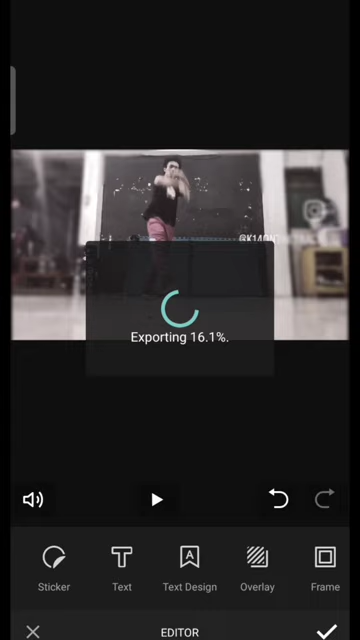 Exporting 16.1%.
Sticker
Text
Text Design
Overlay
Frame
EDITOR